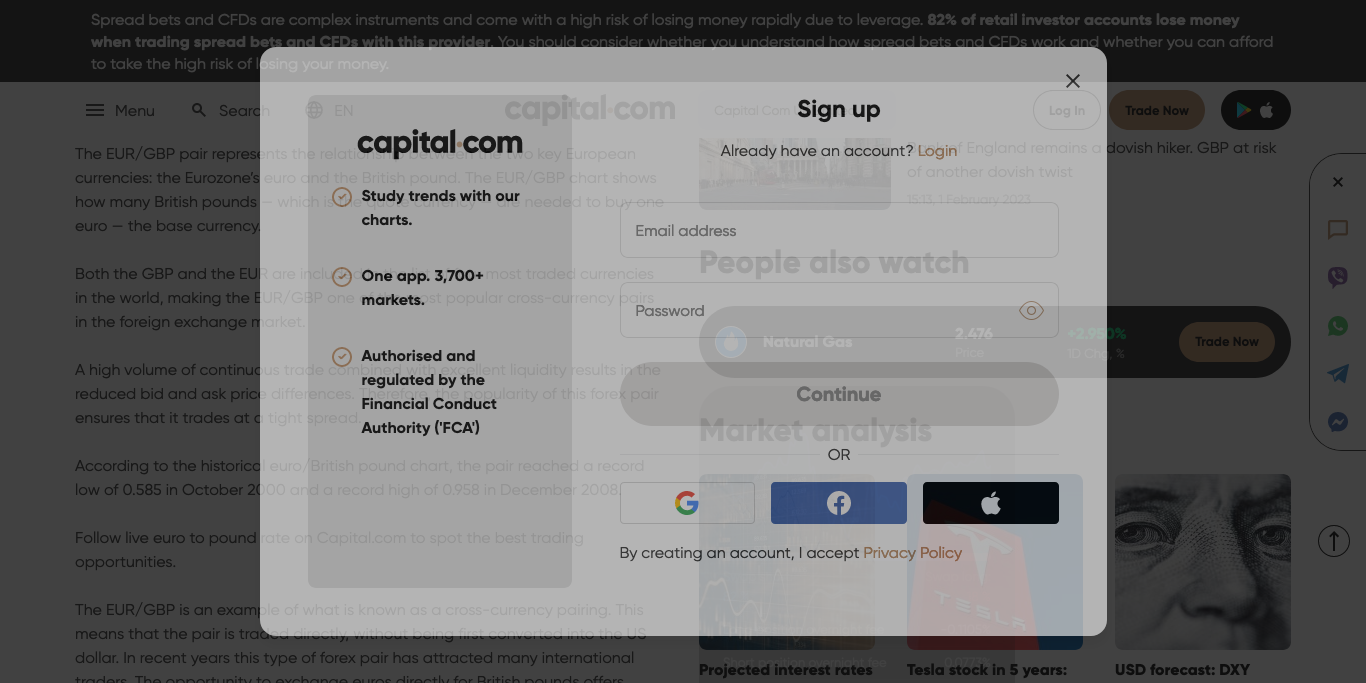 Spread bets and CFDs are complex instruments and come with a high risk of losing money rapidly due to leverage. 82% of retail investor accounts lose money
when trading spread bets and CFDs with this provider. You should consider whether you understand how spread bets and CFDs work and whether you can afford
to take the high risk of losing your money.
Menu
Search
EN
capital.com
Capital Com
Log In
Trade Now
The EUR/GBP pair represents the relationship between the two key European
currencies: the Eurozone's euro and the British pound. The EUR/GBP chart shows
how many British pounds — which is the quote currency — are needed to buy one
euro — the base currency.
Both the GBP and the EUR are included in the list of the most traded currencies
in the world, making the EUR/GBP one of the most popular cross-currency pairs
in the foreign exchange market.
A high volume of continuous trade combined with excellent liquidity results in the
reduced bid and ask price differences. Therefore, the popularity of this forex pair
ensures that it trades at a tight spread.
According to the historical euro/British pound chart, the pair reached a record
low of 0.585 in October 2000 and a record high of 0.958 in December 2008.
Follow live euro to pound rate on Capital.com to spot the best trading
opportunities.
The EUR/GBP is an example of what is known as a cross-currency pairing. This
means that the pair is traded directly, without being first converted into the US
dollar. In recent years this type of forex pair has attracted many international
traders. The opportunity to exchange euros directly for British pounds offers
capital.com
Study trends with our
charts.
One app. 3,700+
markets.
Authorised and
regulated by the
Financial Conduct
Authority ('FCA')
Sign up
Already have an account? Login
Email address
Password
Continue
OR
By creating an account, I accept Privacy Policy
of England remains a dovish hiker. GBP at risk
of another dovish twist
15:13, 1 February 2023
People also watch
Natural Gas
2.476
Price
+2.950%
1D Chg, %
Trade Now
Market analysis
TESLA
Projected interest rates
Tesla stock in 5 years:
USD forecast: DXY